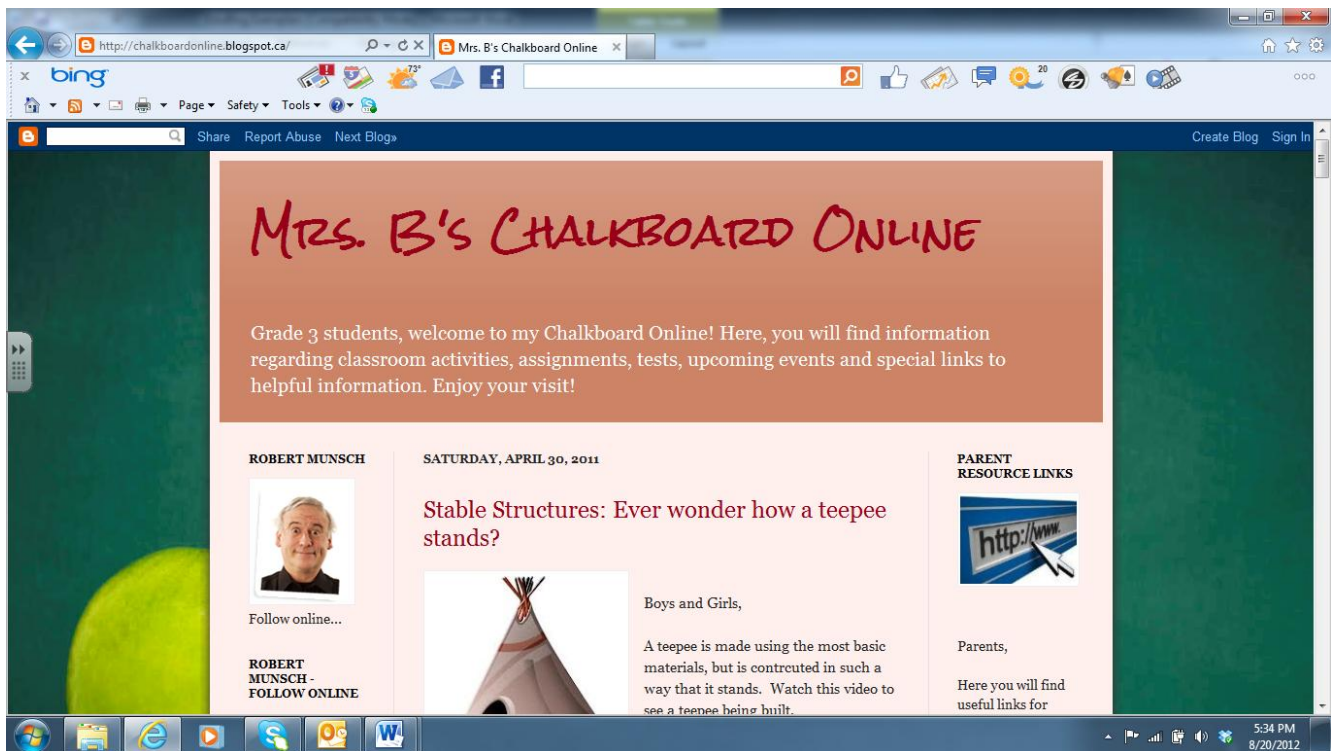 http://chalkboardonline.blogspot.ca/
Mrs. B's Chalkboard Online
bing
73°
20
Page Safety Tools
Share Report Abuse Next Blog»
Create Blog Sign In
MRS. B'S CHALKBOARD ONLINE
Grade 3 students, welcome to my Chalkboard Online! Here, you will find information
regarding classroom activities, assignments, tests, upcoming events and special links to
helpful information. Enjoy your visit!
ROBERT MUNSCH
Follow online...
ROBERT
MUNSCH -
FOLLOW ONLINE
SATURDAY, APRIL 30, 2011
Stable Structures: Ever wonder how a teepee
stands?
Boys and Girls,
A teepee is made using the most basic
materials, but is contrcuted in such a
way that it stands.  Watch this video to
see a teepee being built.
PARENT
RESOURCE LINKS
http://www.
Parents,
Here you will find
useful links for
5:34 PM
8/20/2012